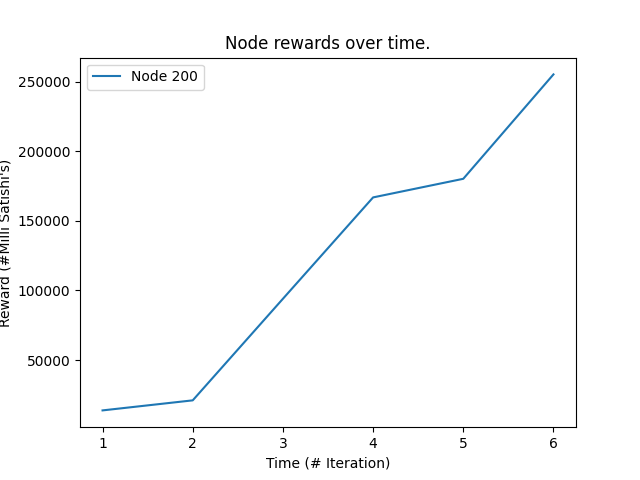 Node rewards over time.
Node 200
250000
200000
150000
100000
50000
Reward (#Milli Satishi's)
1 2 3 4 5 6
Time (# Iteration)